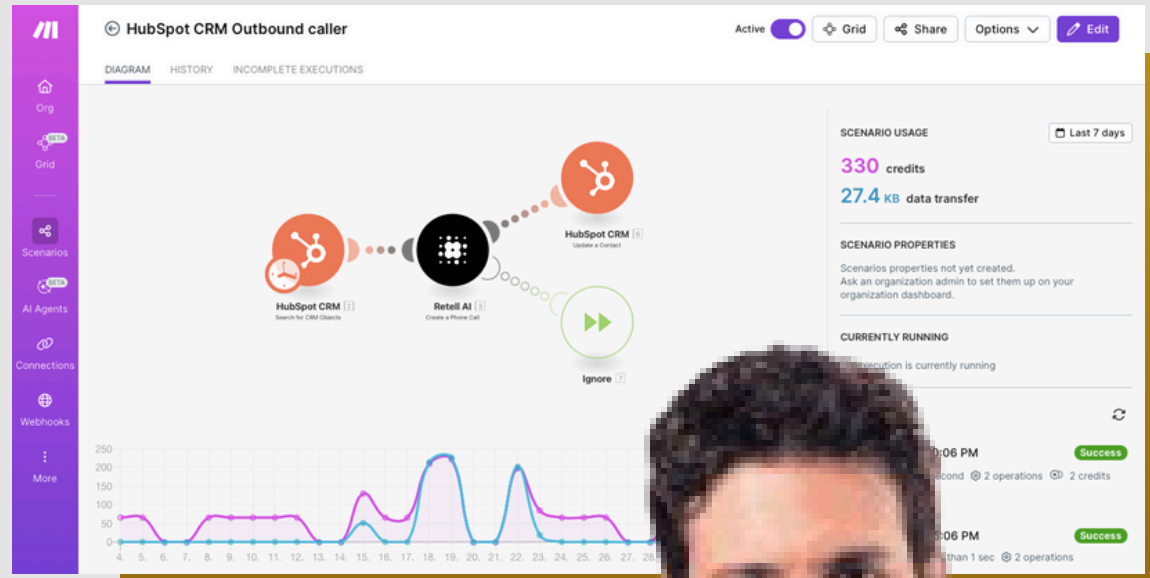 HubSpot CRM Outbound caller
Active
Grid
Share
Options
Edit
DIAGRAM
HISTORY
INCOMPLETE EXECUTIONS
Org
BETA
Grid
Scenarios
BETA
AI Agents
Connections
Webhooks
More
HubSpot CRM 2
Search for CRM Objects
Retell AI 3
Create a Phone Call
HubSpot CRM 6
Update a Contact
Ignore 7
SCENARIO USAGE
Last 7 days
330 credits
27.4 KB data transfer
SCENARIO PROPERTIES
Scenarios properties not yet created.
Ask an organization admin to set them up on your
organization dashboard.
CURRENTLY RUNNING
execution is currently running
:06 PM
Success
2 operations
2 credits
:06 PM
Success
than 1 sec
2 operations
250
200
150
100
50
0
4. 5. 6. 7. 8. 9. 10. 11. 12. 13. 14. 15. 16. 17. 18. 19. 20. 21. 22. 23. 24. 25. 26. 27. 28.